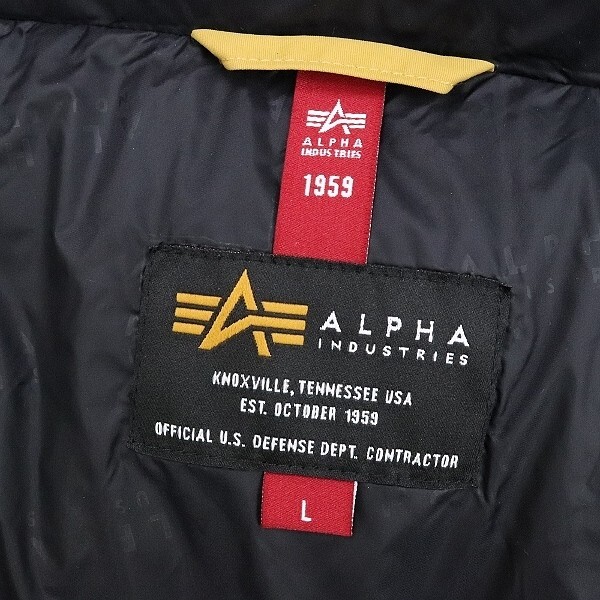 ALPHA
INDUSTRIES
1959
ALPHA
INDUSTRIES
KNOXVILLE, TENNESSEE USA
EST. OCTOBER 1959
OFFICIAL U.S. DEFENSE DEPT. CONTRACTOR
L